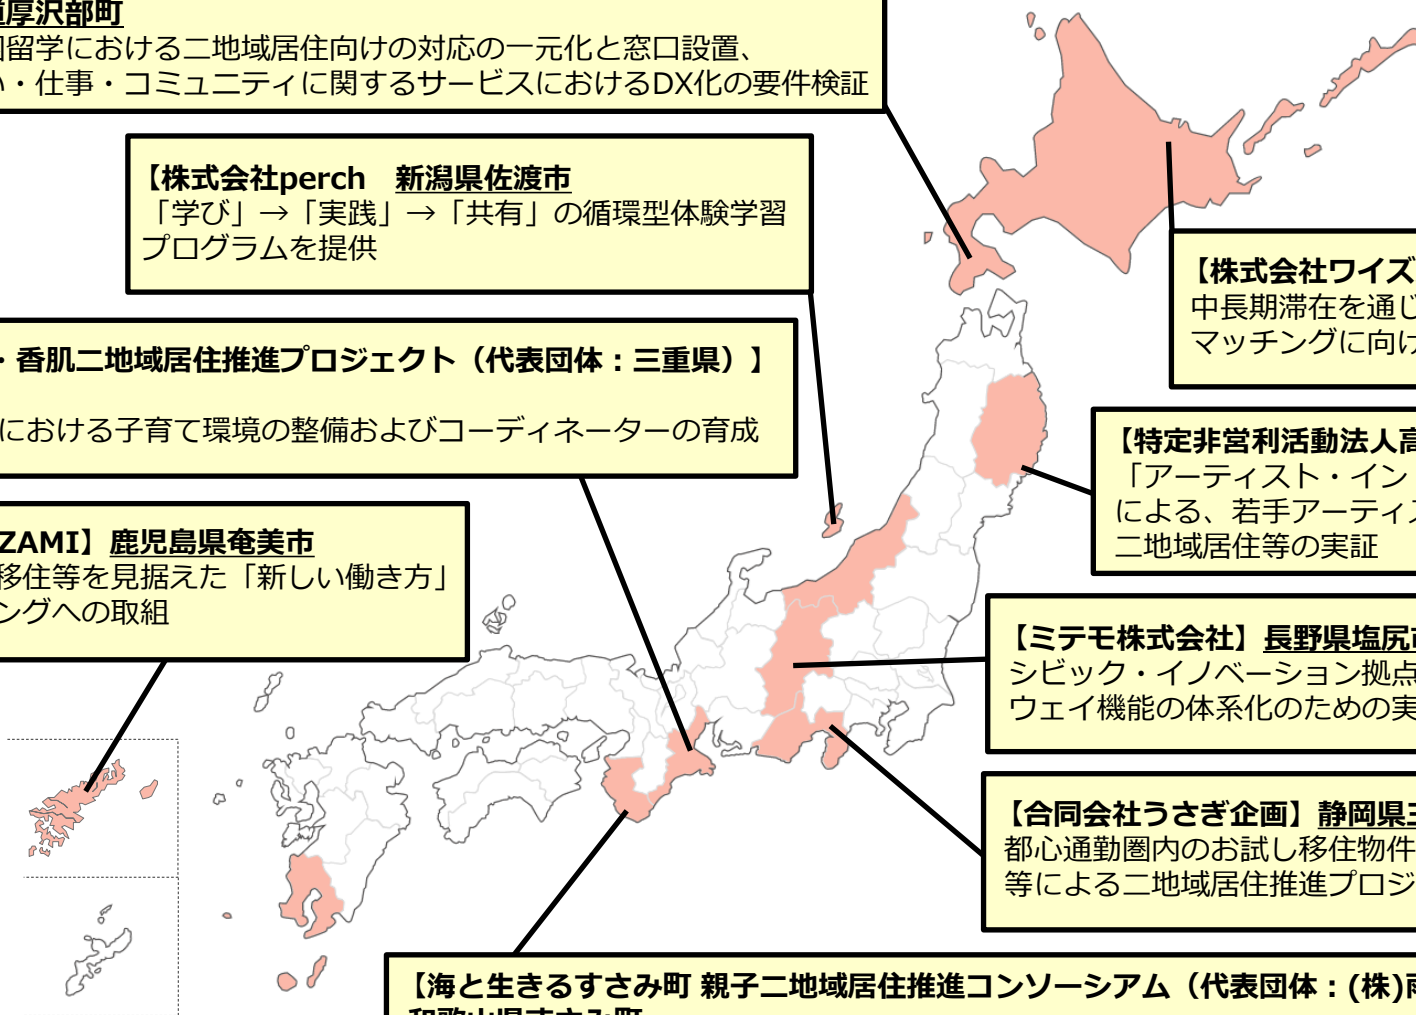 道厚沢部町
留学における二地域居住向けの対応の一元化と窓口設置、
い・仕事・コミュニティに関するサービスにおけるDX化の要件検証
【株式会社perch　新潟県佐渡市
「学び」→「実践」→「共有」の循環型体験学習
プログラムを提供
【株式会社ワイズ
中長期滞在を通じ
マッチングに向け
・香肌二地域居住推進プロジェクト（代表団体：三重県）】
における子育て環境の整備およびコーディネーターの育成
【特定非営利活動法人高
「アーティスト・イン・
による、若手アーティス
二地域居住等の実証
ZAMI】鹿児島県奄美市
移住等を見据えた「新しい働き方」
ングへの取組
【ミテモ株式会社】長野県塩尻市
シビック・イノベーション拠点
ウェイ機能の体系化のための実
【合同会社うさぎ企画】静岡県三
都心通勤圏内のお試し移住物件
等による二地域居住推進プロジ
【海と生きるすさみ町 親子二地域居住推進コンソーシアム（代表団体：(株)雨
和歌山県すさみ町